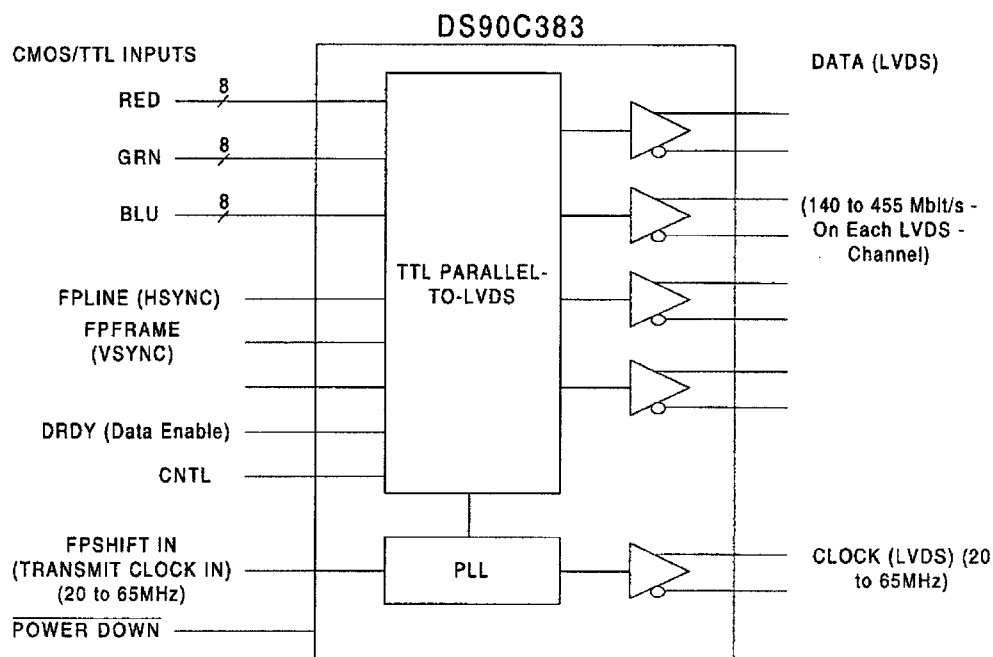 DS90C383
CMOS/TTL INPUTS
DATA (LVDS)
RED
8
GRN
8
BLU
8
(140 to 455 Mbit/s -
On Each LVDS -
Channel)
TTL PARALLEL-
TO-LVDS
FPLINE (HSYNC)
FPFRAME
(VSYNC)
DRDY (Data Enable)
CNTL
FPSHIFT IN
(TRANSMIT CLOCK IN)
(20 to 65MHz)
PLL
CLOCK (LVDS) (20
to 65MHz)
POWER DOWN